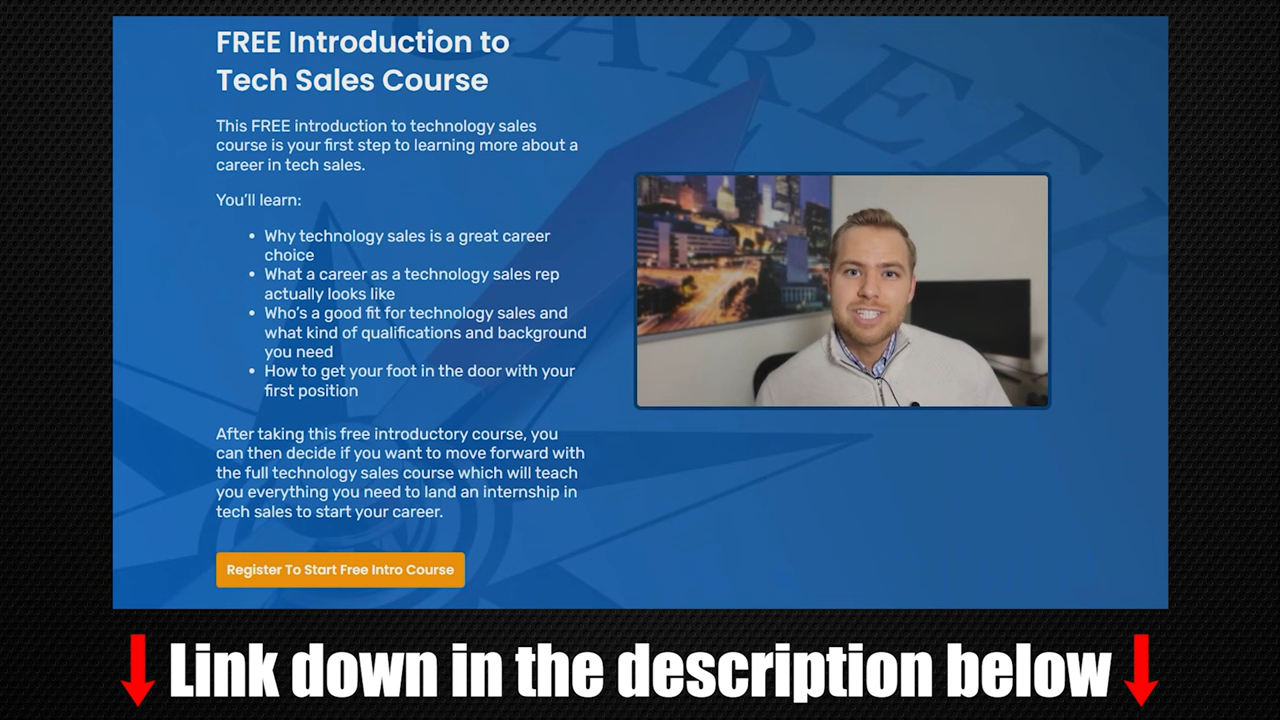 CAREER
FREE Introduction to
Tech Sales Course
This FREE introduction to technology sales
course is your first step to learning more about a
career in tech sales.
You'll learn:
• Why technology sales is a great career
choice
• What a career as a technology sales rep
actually looks like
• Who's a good fit for technology sales and
what kind of qualifications and background
you need
• How to get your foot in the door with your
first position
After taking this free introductory course, you
can then decide if you want to move forward with
the full technology sales course which will teach
you everything you need to land an internship in
tech sales to start your career.
Register To Start Free Intro Course
Link down in the description below